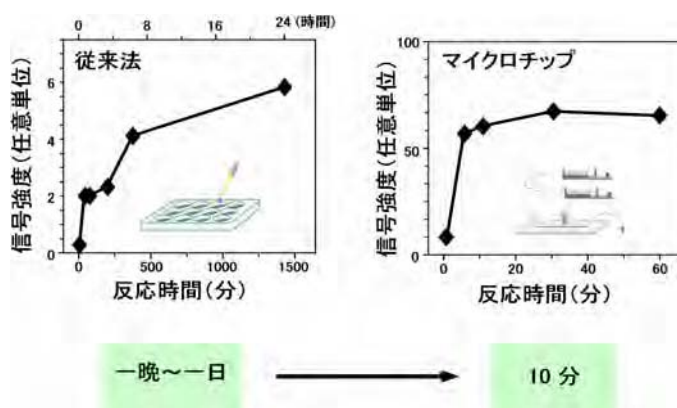 0 8 16 24 (時間)
従来法
信号強度(任意単位)
6
4
2
0
0 500 1000 1500
反応時間(分)
マイクロチップ
信号強度(任意単位)
100
50
0
0 20 40 60
反応時間(分)
一晩～一日
10 分